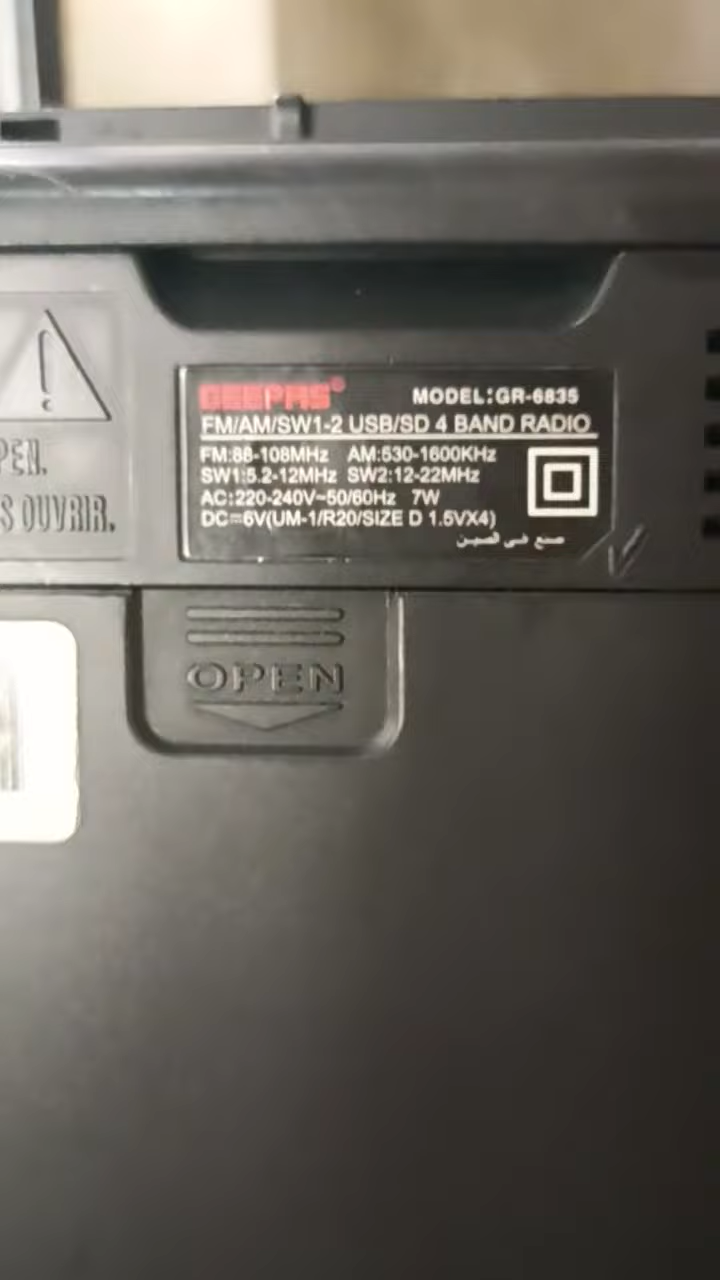 PEN.
S OUVRIR.
GEEPAS®
MODEL:GR-6835
FM/AM/SW1-2 USB/SD 4 BAND RADIO
FM:88-108MHz AM:530-1600KHz
SW1:5.2-12MHz SW2:12-22MHz
AC:220-240V~50/60Hz 7W
DC=6V(UM-1/R20/SIZE D 1.5VX4)
صنع في الصين
OPEN